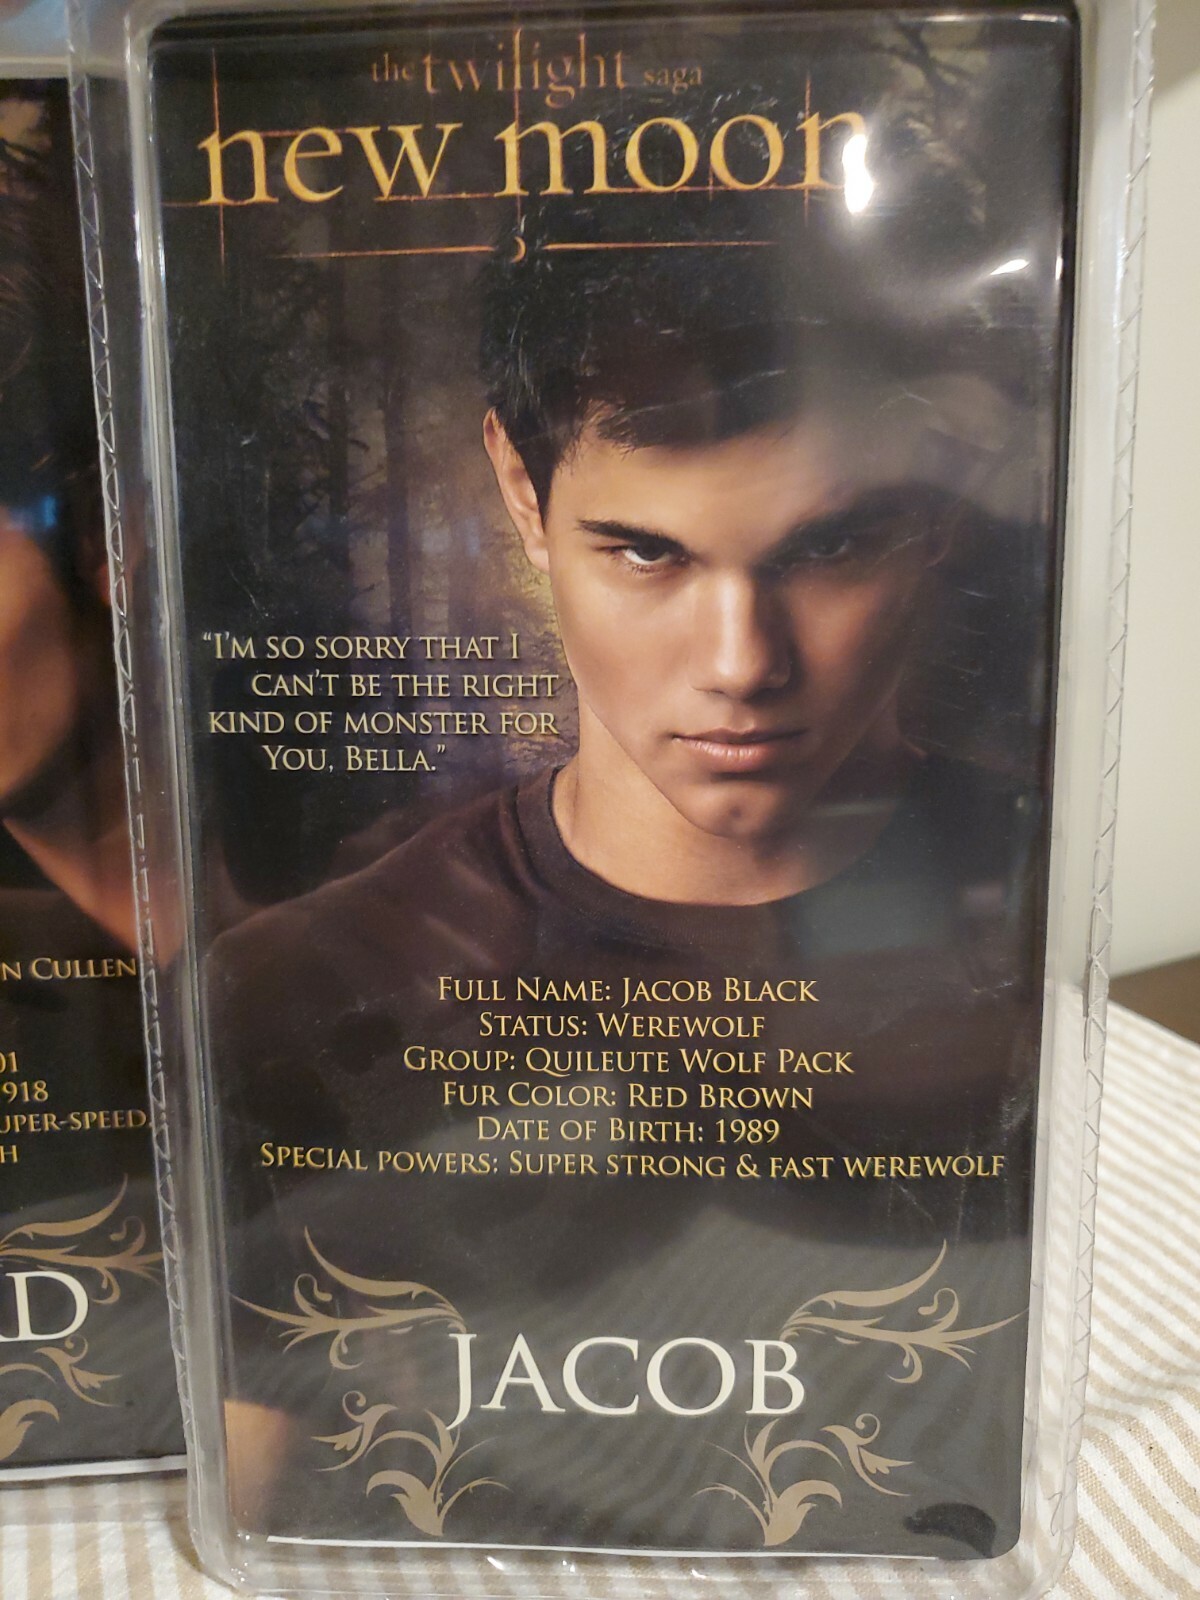 the twilight saga
new moon
"I'M SO SORRY THAT I
CAN'T BE THE RIGHT
KIND OF MONSTER FOR
YOU, BELLA."
FULL NAME: JACOB BLACK
STATUS: WEREWOLF
GROUP: QUILEUTE WOLF PACK
FUR COLOR: RED BROWN
DATE OF BIRTH: 1989
SPECIAL POWERS: SUPER STRONG & FAST WEREWOLF
JACOB
N CULLEN
01
918
UPER-SPEED,
H
RD